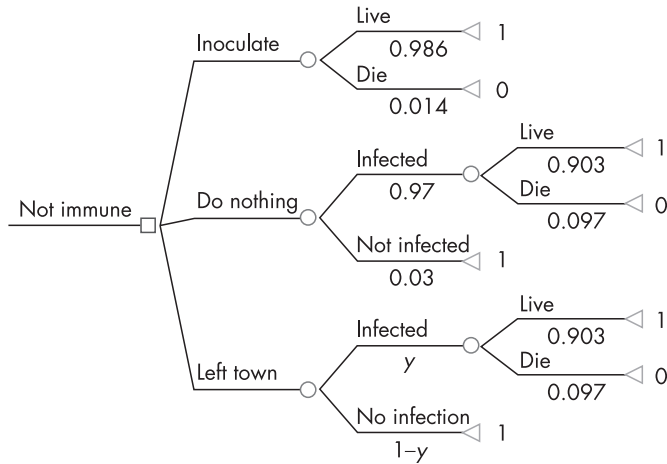 Live
1
0.986
Inoculate
Die
0
0.014
Live
1
Infected
0.903
0.97
Die
Do nothing
0
0.097
Not immune
Not infected
1
0.03
Live
1
Infected
0.903
y
Die
Left town
0
0.097
No infection
1
1–y